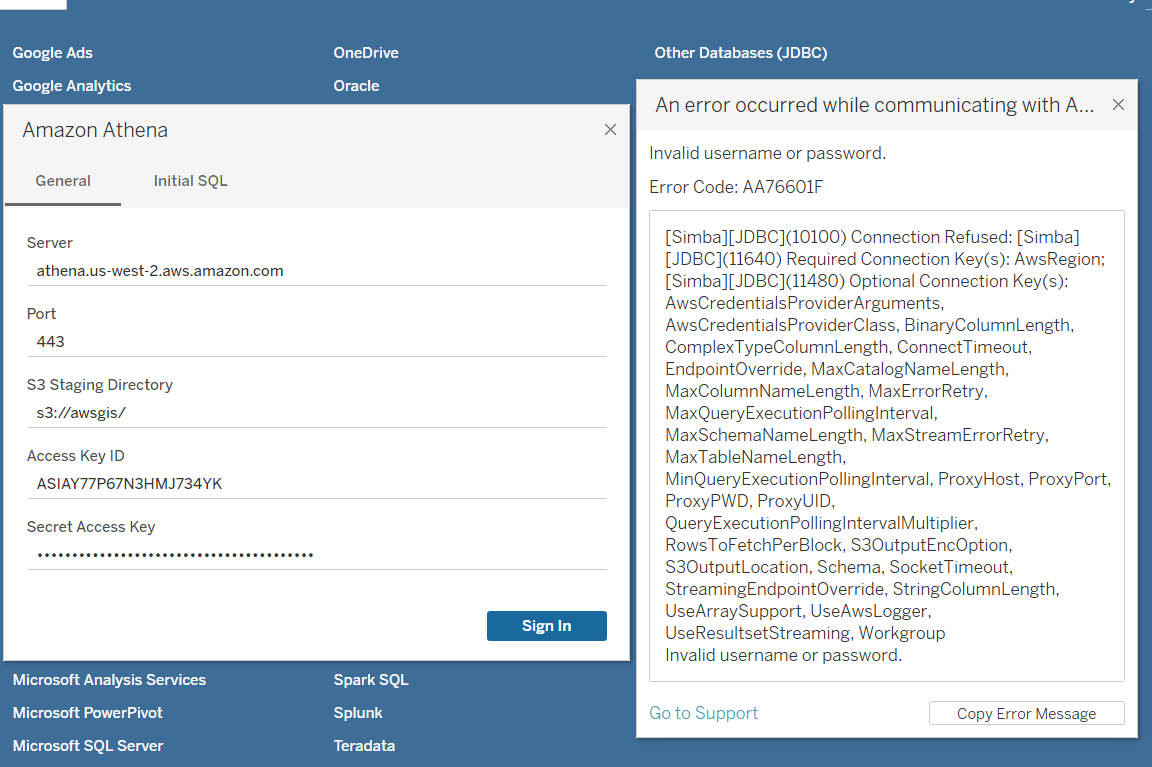 Google Ads
OneDrive
Other Databases (JDBC)
Google Analytics
Oracle
Amazon Athena
General
Initial SQL
Server
athena.us-west-2.aws.amazon.com
Port
443
S3 Staging Directory
s3://awsgis/
Access Key ID
ASIAY77P67N3HMJ734YK
Secret Access Key
Sign In
An error occurred while communicating with A...
Invalid username or password.
Error Code: AA76601F
[Simba][JDBC](10100) Connection Refused: [Simba]
[JDBC](11640) Required Connection Key(s): AwsRegion;
[Simba][JDBC](11480) Optional Connection Key(s):
AwsCredentialsProviderArguments,
AwsCredentialsProviderClass, BinaryColumnLength,
ComplexTypeColumnLength, ConnectTimeout,
EndpointOverride, MaxCatalogNameLength,
MaxColumnNameLength, MaxErrorRetry,
MaxQueryExecutionPollingInterval,
MaxSchemaNameLength, MaxStreamErrorRetry,
MaxTableNameLength,
MinQueryExecutionPollingInterval, ProxyHost, ProxyPort,
ProxyPWD, ProxyUID,
QueryExecutionPollingIntervalMultiplier,
RowsToFetchPerBlock, S3OutputEncOption,
S3OutputLocation, Schema, SocketTimeout,
StreamingEndpointOverride, StringColumnLength,
UseArraySupport, UseAwsLogger,
UseResultsetStreaming, Workgroup
Invalid username or password.
Go to Support
Copy Error Message
Microsoft Analysis Services
Spark SQL
Microsoft PowerPivot
Splunk
Microsoft SQL Server
Teradata